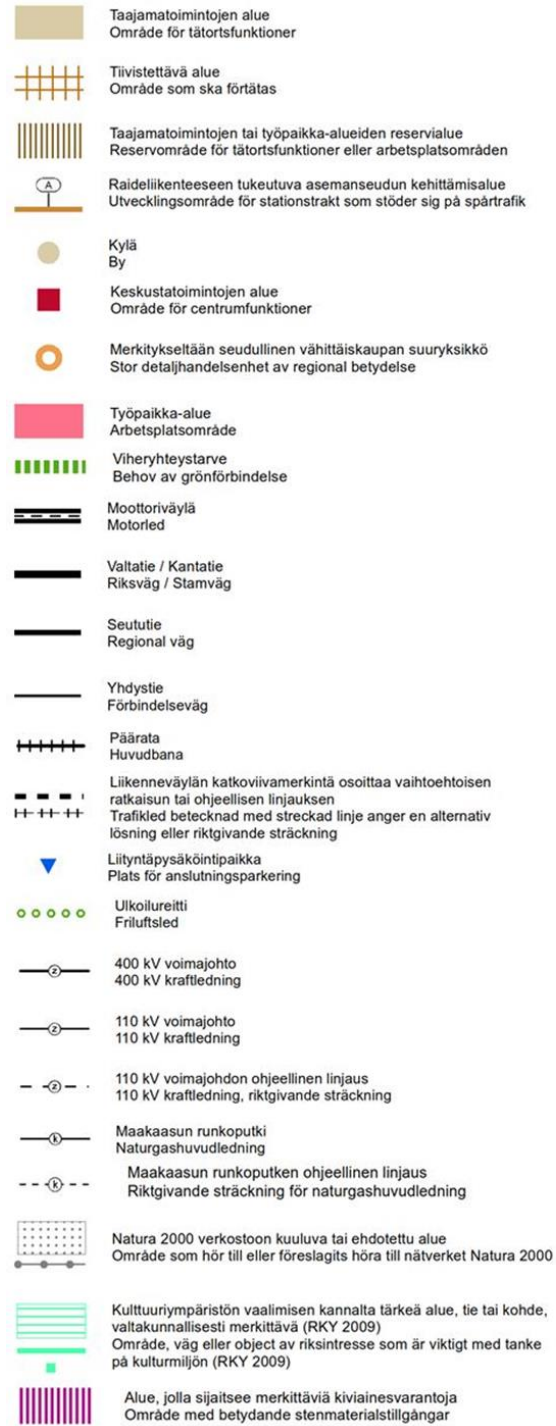 Taajamatoimintojen alue
Område för tätortsfunktioner
Tiivistettävä alue
Område som ska förtätas
Taajamatoimintojen tai työpaikka-alueiden reservialue
Reservområde för tätortsfunktioner eller arbetsplatsområden
A
Raideliikenteeseen tukeutuva asemanseudun kehittämisalue
Utvecklingsområde för stationstrakt som stöder sig på spårtrafik
Kylä
By
Keskustatoimintojen alue
Område för centrumfunktioner
Merkitykseltään seudullinen vähittäiskaupan suuryksikkö
Stor detaljhandelsenhet av regional betydelse
Työpaikka-alue
Arbetsplatsområde
Viheryhteystarve
Behov av grönförbindelse
Moottoriväylä
Motorled
Valtatie / Kantatie
Riksväg / Stamväg
Seututie
Regional väg
Yhdystie
Förbindelseväg
Päärata
Huvudbana
Liikenneväylän katkoviivamerkintä osoittaa vaihtoehtoisen
ratkaisun tai ohjeellisen linjauksen
Trafikled betecknad med streckad linje anger en alternativ
lösning eller riktgivande sträckning
Liityntäpysäköintipaikka
Plats för anslutningsparkering
Ulkoilureitti
Friluftsled
z
400 kV voimajohto
400 kV kraftledning
z
110 kV voimajohto
110 kV kraftledning
z
110 kV voimajohdon ohjeellinen linjaus
110 kV kraftledning, riktgivande sträckning
k
Maakaasun runkoputki
Naturgashuvudledning
k
Maakaasun runkoputken ohjeellinen linjaus
Riktgivande sträckning för naturgashuvudledning
Natura 2000 verkostoon kuuluva tai ehdotettu alue
Område som hör till eller föreslagits höra till nätverket Natura 2000
Kulttuuriympäristön vaalimisen kannalta tärkeä alue, tie tai kohde,
valtakunnallisesti merkittävä (RKY 2009)
Område, väg eller object av riksintresse som är viktigt med tanke
på kulturmiljön (RKY 2009)
Alue, jolla sijaitsee merkittäviä kiviainesvarantoja
Område med betydande stenmaterialstillgångar